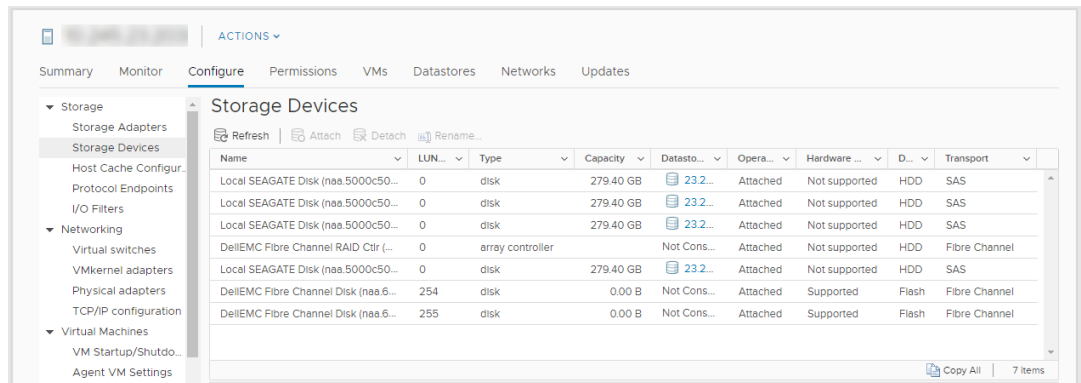 ACTIONS
Summary Monitor Configure Permissions VMs Datastores Networks Updates
Storage
Storage Adapters
Storage Devices
Host Cache Configur..
Protocol Endpoints
I/O Filters
Networking
Virtual switches
VMkernel adapters
Physical adapters
TCP/IP configuration
Virtual Machines
VM Startup/Shutdo...
Agent VM Settings
Storage Devices
Refresh Attach Detach Rename...
Name LUN... Type Capacity Datasto... Opera... Hardware ... D... Transport
Local SEAGATE Disk (naa.5000c50... 0 disk 279.40 GB 23.2... Attached Not supported HDD SAS
Local SEAGATE Disk (naa.5000c50... 0 disk 279.40 GB 23.2... Attached Not supported HDD SAS
Local SEAGATE Disk (naa.5000c50... 0 disk 279.40 GB 23.2... Attached Not supported HDD SAS
DellEMC Fibre Channel RAID Ctlr (... 0 array controller Not Cons... Attached Not supported HDD Fibre Channel
Local SEAGATE Disk (naa.5000c50... 0 disk 279.40 GB 23.2... Attached Not supported HDD SAS
DellEMC Fibre Channel Disk (naa.6... 254 disk 0.00 B Not Cons... Attached Supported Flash Fibre Channel
DellEMC Fibre Channel Disk (naa.6... 255 disk 0.00 B Not Cons... Attached Supported Flash Fibre Channel
Copy All 7 items